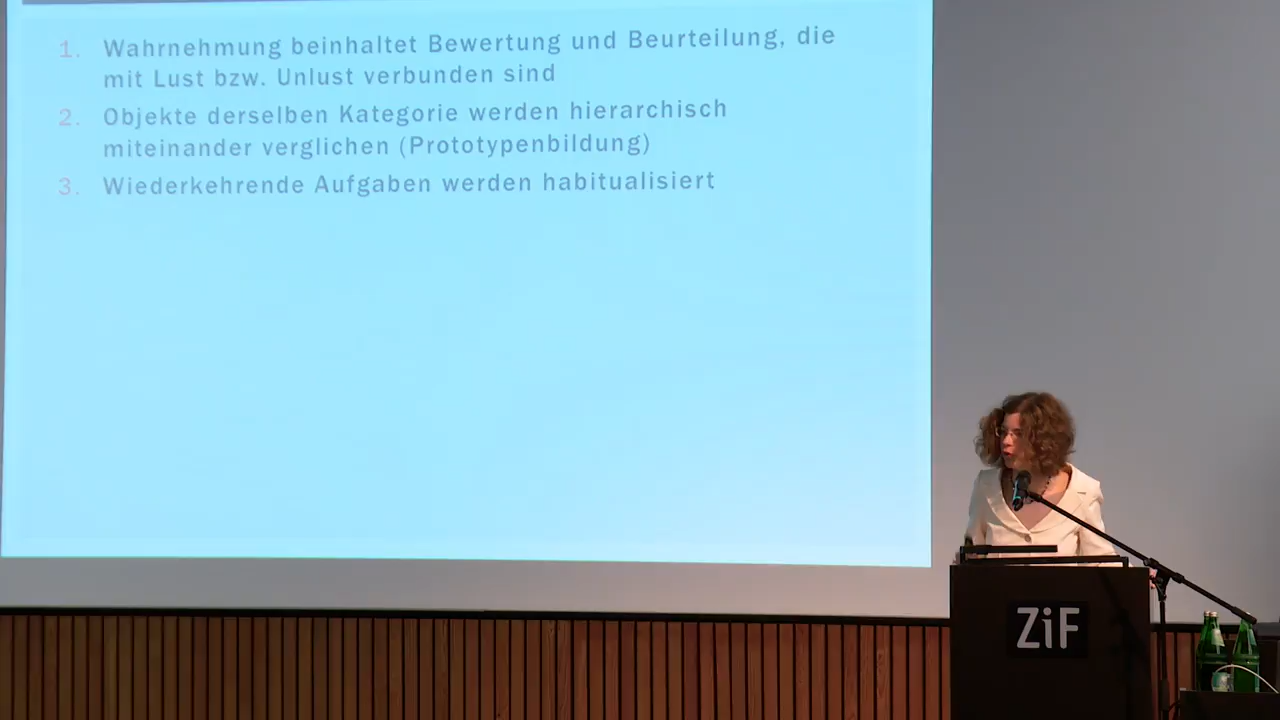 1. Wahrnehmung beinhaltet Bewertung und Beurteilung, die
mit Lust bzw. Unlust verbunden sind
2. Objekte derselben Kategorie werden hierarchisch
miteinander verglichen (Prototypenbildung)
3. Wiederkehrende Aufgaben werden habitualisiert
ZiF